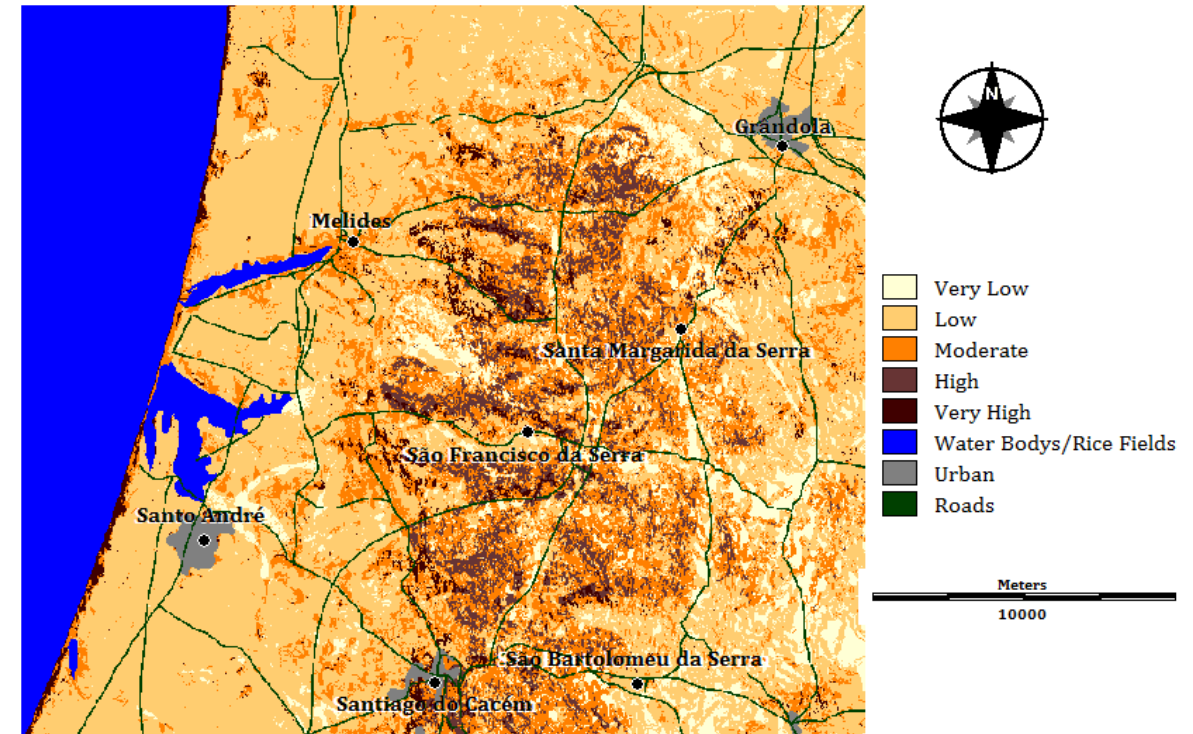 N
Grândola
Melides
Santa Margarida da Serra
São Francisco da Serra
Santo André
São Bartolomeu da Serra
Santiago do Cacém
Very Low
Low
Moderate
High
Very High
Water Bodys/Rice Fields
Urban
Roads
Meters
10000